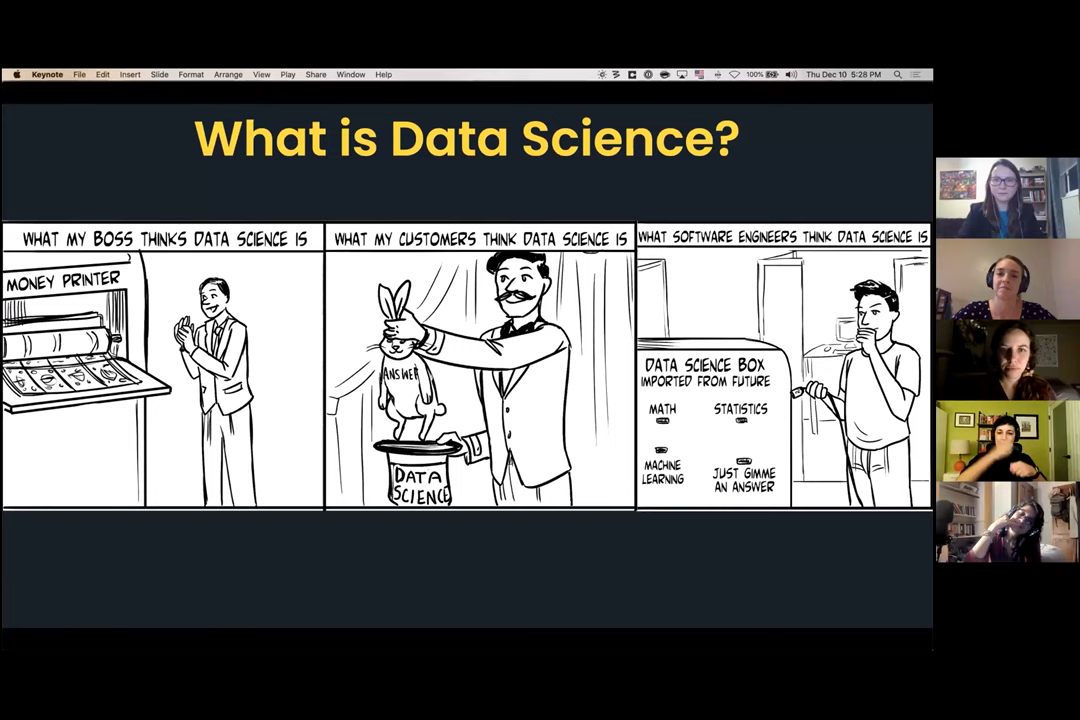 Keynote File Edit Insert Slide Format Arrange View Play Share Window Help 100% Thu Dec 10 5:28 PM
What is Data Science?
WHAT MY BOSS THINKS DATA SCIENCE IS
MONEY PRINTER
WHAT MY CUSTOMERS THINK DATA SCIENCE IS
ANSWER
DATA
SCIENCE
WHAT SOFTWARE ENGINEERS THINK DATA SCIENCE IS
DATA SCIENCE BOX
IMPORTED FROM FUTURE
MATH STATISTICS
MACHINE
LEARNING
JUST GIMME
AN ANSWER